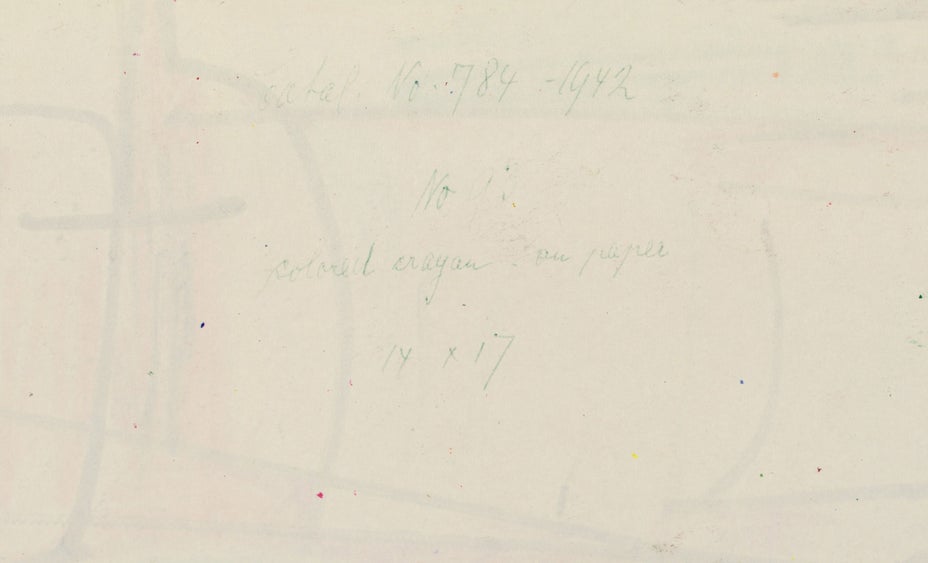 catal. No. 784 - 1942
No
colored crayon on paper
14 x 17